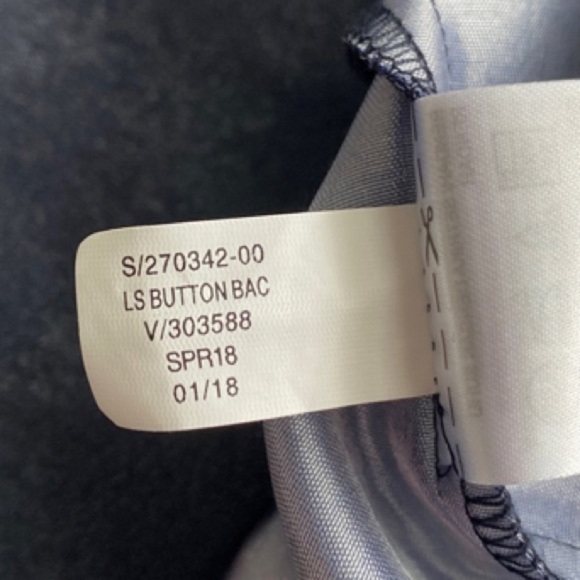 S/270342-00
LS BUTTON BAC
V/303588
SPR18
01/18